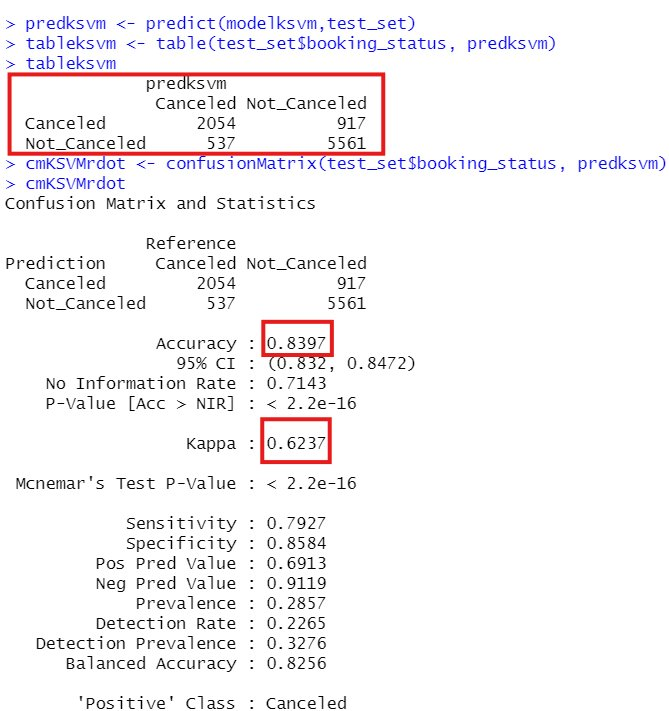 > predksvm <- predict(modelksvm,test_set)
> tableksvm <- table(test_set$booking_status, predksvm)
> tableksvm
              predksvm
               Canceled Not_Canceled
  Canceled         2054          917
  Not_Canceled      537         5561
> cmKSVMrdot <- confusionMatrix(test_set$booking_status, predksvm)
> cmKSVMrdot
Confusion Matrix and Statistics

              Reference
Prediction     Canceled Not_Canceled
  Canceled         2054          917
  Not_Canceled      537         5561

               Accuracy : 0.8397
                 95% CI : (0.832, 0.8472)
    No Information Rate : 0.7143
    P-Value [Acc > NIR] : < 2.2e-16

                  Kappa : 0.6237

 Mcnemar's Test P-Value : < 2.2e-16

            Sensitivity : 0.7927
            Specificity : 0.8584
         Pos Pred Value : 0.6913
         Neg Pred Value : 0.9119
             Prevalence : 0.2857
         Detection Rate : 0.2265
   Detection Prevalence : 0.3276
      Balanced Accuracy : 0.8256

       'Positive' Class : Canceled